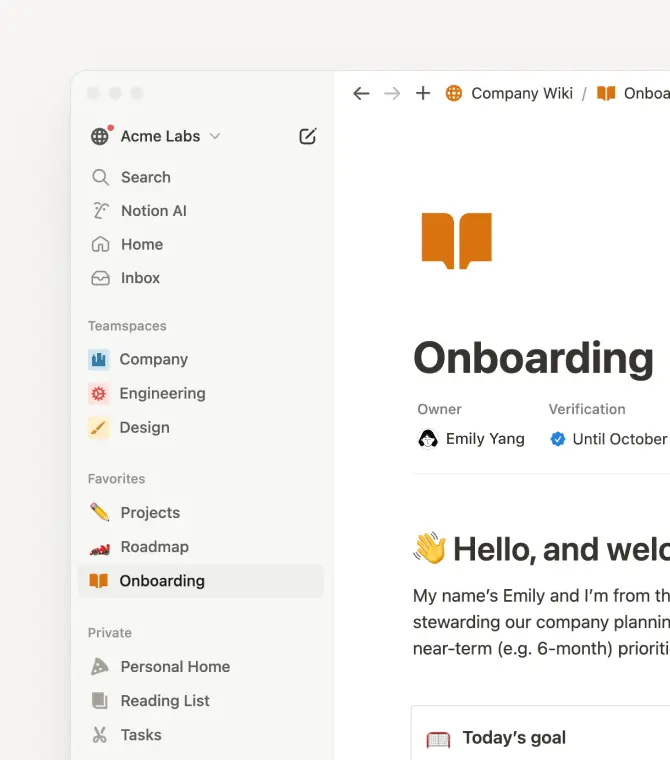 Acme Labs
Search
Notion AI
Home
Inbox
Teamspaces
Company
Engineering
Design
Favorites
Projects
Roadmap
Onboarding
Private
Personal Home
Reading List
Tasks
Company Wiki / Onboa
Onboarding
Owner
Verification
Emily Yang
Until October
👋 Hello, and welc
My name’s Emily and I’m from th
stewarding our company plannin
near-term (e.g. 6-month) prioriti
Today’s goal